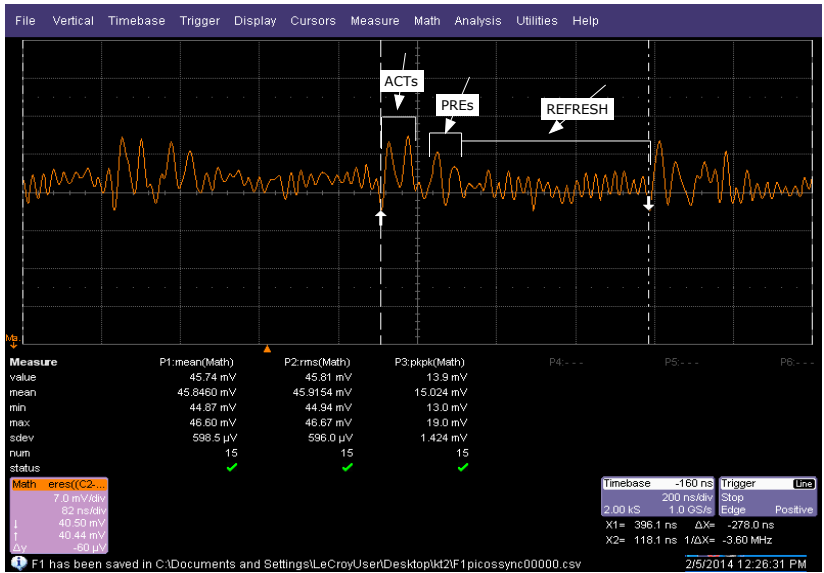 File Vertical Timebase Trigger Display Cursors Measure Math Analysis Utilities Help
ACTs
PREs
REFRESH
Ma.
Measure P1:mean(Math) P2:rms(Math) P3:pkpk(Math) P4:- - - P5:- - - P6:- - -
value 45.74 mV 45.81 mV 13.9 mV
mean 45.8460 mV 45.9154 mV 15.024 mV
min 44.87 mV 44.94 mV 13.0 mV
max 46.60 mV 46.67 mV 19.0 mV
sdev 598.5 µV 596.0 µV 1.424 mV
num 15 15 15
status
Math eres((C2-...
7.0 mV/div
82 ns/div
↓ 40.50 mV
↑ 40.44 mV
Δy -60 µV
Timebase -160 ns
200 ns/div
2.00 kS 1.0 GS/s
Trigger Line
Stop
Edge Positive
X1= 396.1 ns ΔX= -278.0 ns
X2= 118.1 ns 1/ΔX= -3.60 MHz
F1 has been saved in C:\Documents and Settings\LeCroyUser\Desktop\kt2\F1picossync00000.csv
2/5/2014 12:26:31 PM